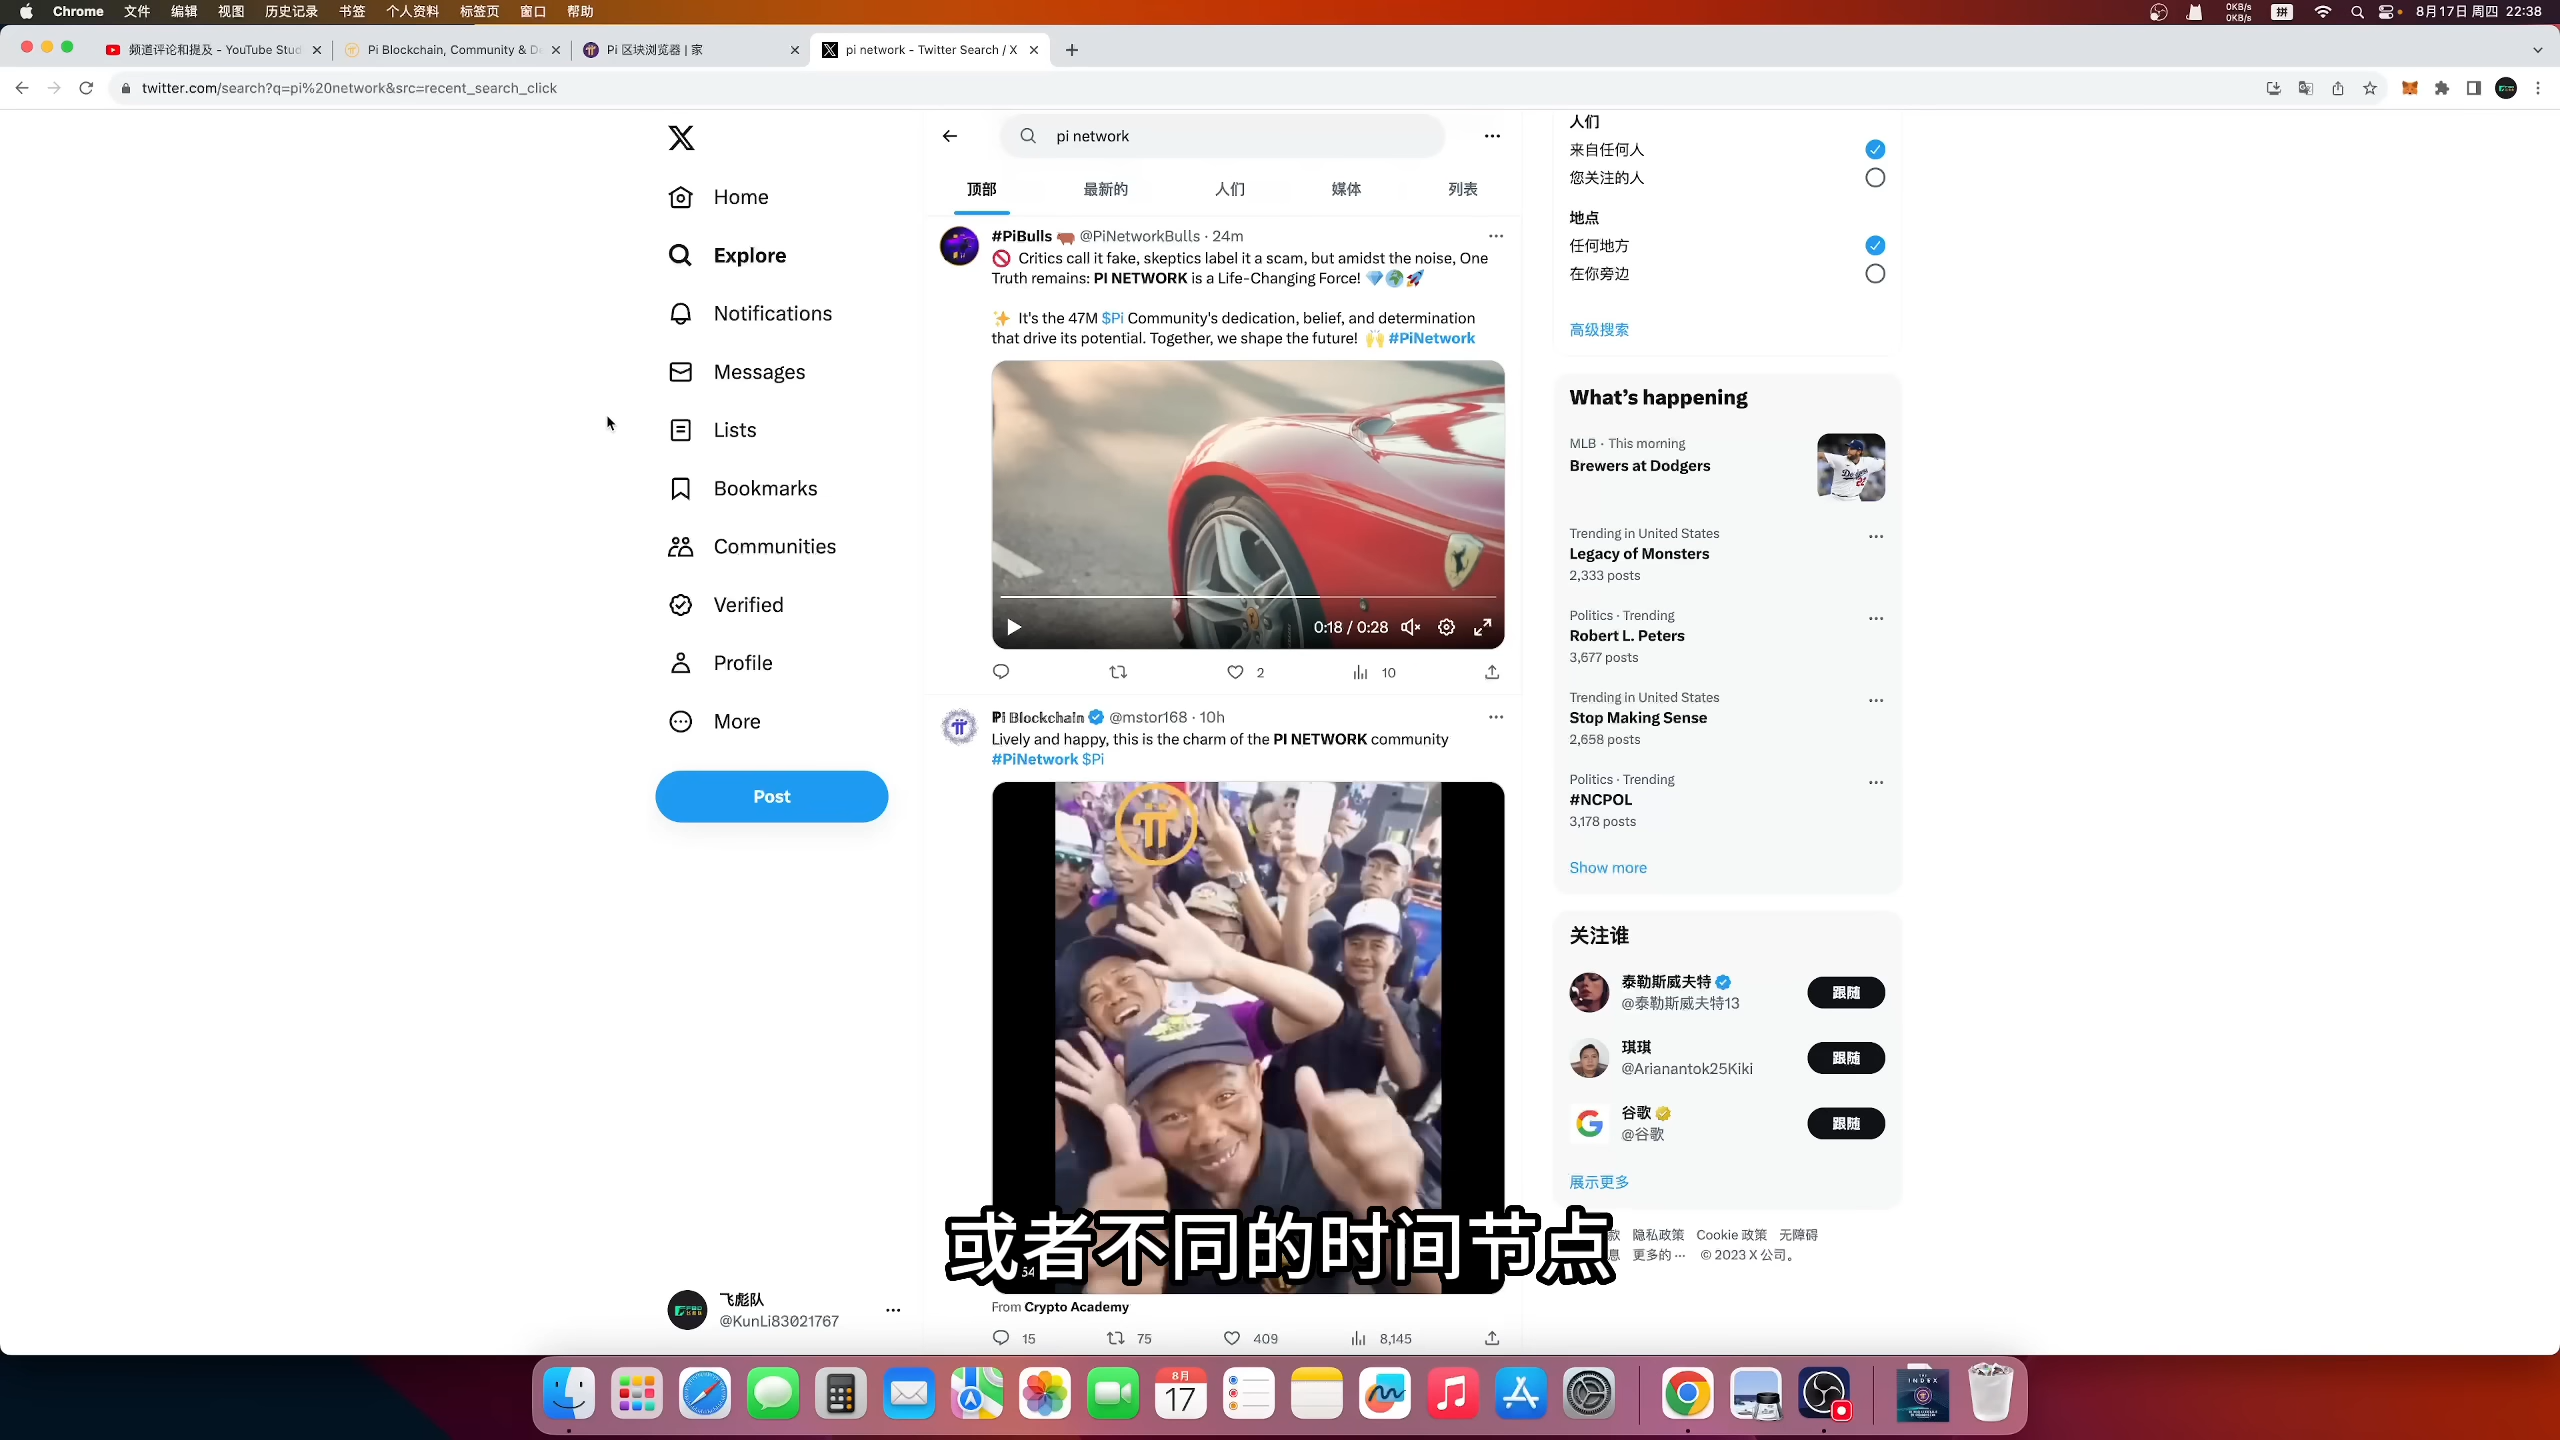 Chrome 文件 编辑 视图 历史记录 书签 个人资料 标签页 窗口 帮助
0KB/s
0KB/s
拼
8月17日 周四 22:38
频道评论和提及 - YouTube Stud
Pi Blockchain, Community & De
Pi 区块浏览器 | 家
pi network - Twitter Search / X
twitter.com/search?q=pi%20network&src=recent_search_click
Home
Explore
Notifications
Messages
Lists
Bookmarks
Communities
Verified
Profile
More
Post
飞彪队
@KunLi83021767
pi network
顶部 最新的 人们 媒体 列表
#PiBulls @PiNetworkBulls · 24m
Critics call it fake, skeptics label it a scam, but amidst the noise, One
Truth remains: PI NETWORK is a Life-Changing Force!
It's the 47M $Pi Community's dedication, belief, and determination
that drive its potential. Together, we shape the future! #PiNetwork
0:18 / 0:28
2 10
Pi Blockchain @mstor168 · 10h
Lively and happy, this is the charm of the PI NETWORK community
#PiNetwork $Pi
或者不同的时间节点
From Crypto Academy
15 75 409 8,145
人们
来自任何人
您关注的人
地点
任何地方
在你旁边
高级搜索
What's happening
MLB · This morning
Brewers at Dodgers
Trending in United States
Legacy of Monsters
2,333 posts
Politics · Trending
Robert L. Peters
3,677 posts
Trending in United States
Stop Making Sense
2,658 posts
Politics · Trending
#NCPOL
3,178 posts
Show more
关注谁
泰勒斯威夫特
@泰勒斯威夫特13
跟随
琪琪
@Arianantok25Kiki
跟随
谷歌
@谷歌
跟随
展示更多
款 隐私政策 Cookie 政策 无障碍
息 更多的 ··· © 2023 X 公司。
8月
17